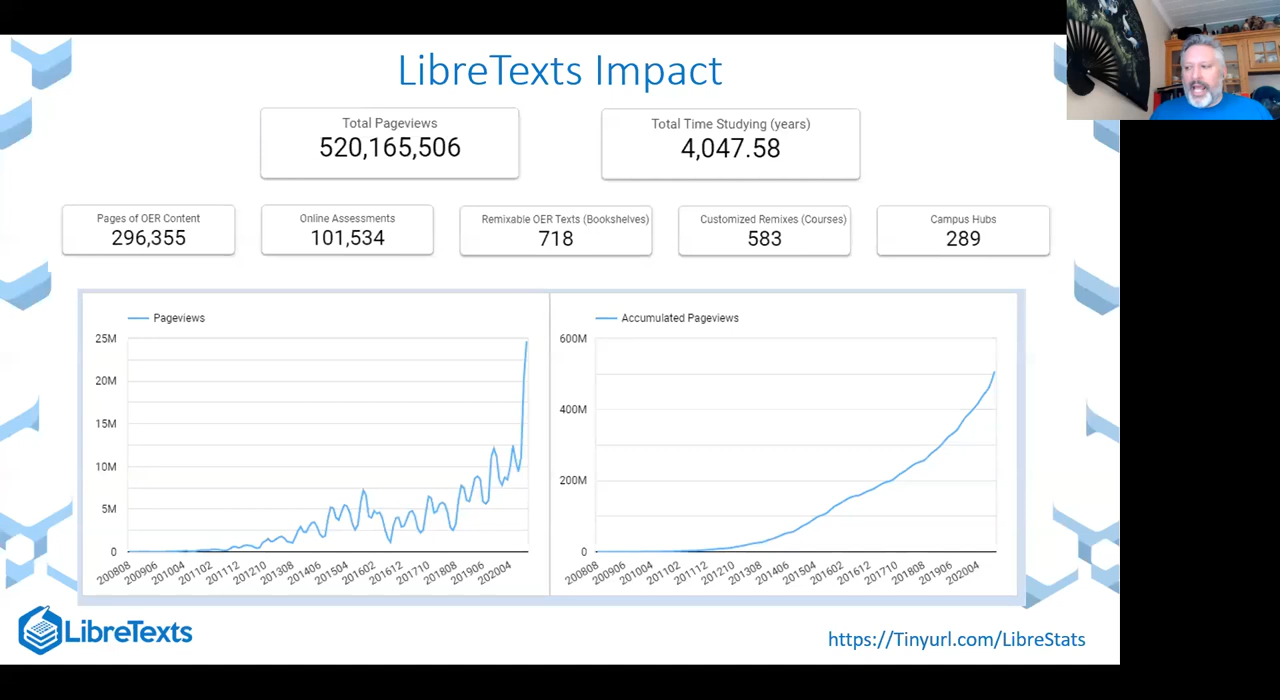 LibreTexts Impact
Total Pageviews
520,165,506
Total Time Studying (years)
4,047.58
Pages of OER Content
296,355
Online Assessments
101,534
Remixable OER Texts (Bookshelves)
718
Customized Remixes (Courses)
583
Campus Hubs
289
Pageviews
25M
20M
15M
10M
5M
0
200808 200906 201004 201102 201112 201210 201308 201406 201504 201602 201612 201710 201808 201906 202004
Accumulated Pageviews
600M
400M
200M
0
200808 200906 201004 201102 201112 201210 201308 201406 201504 201602 201612 201710 201808 201906 202004
LibreTexts
https://Tinyurl.com/LibreStats